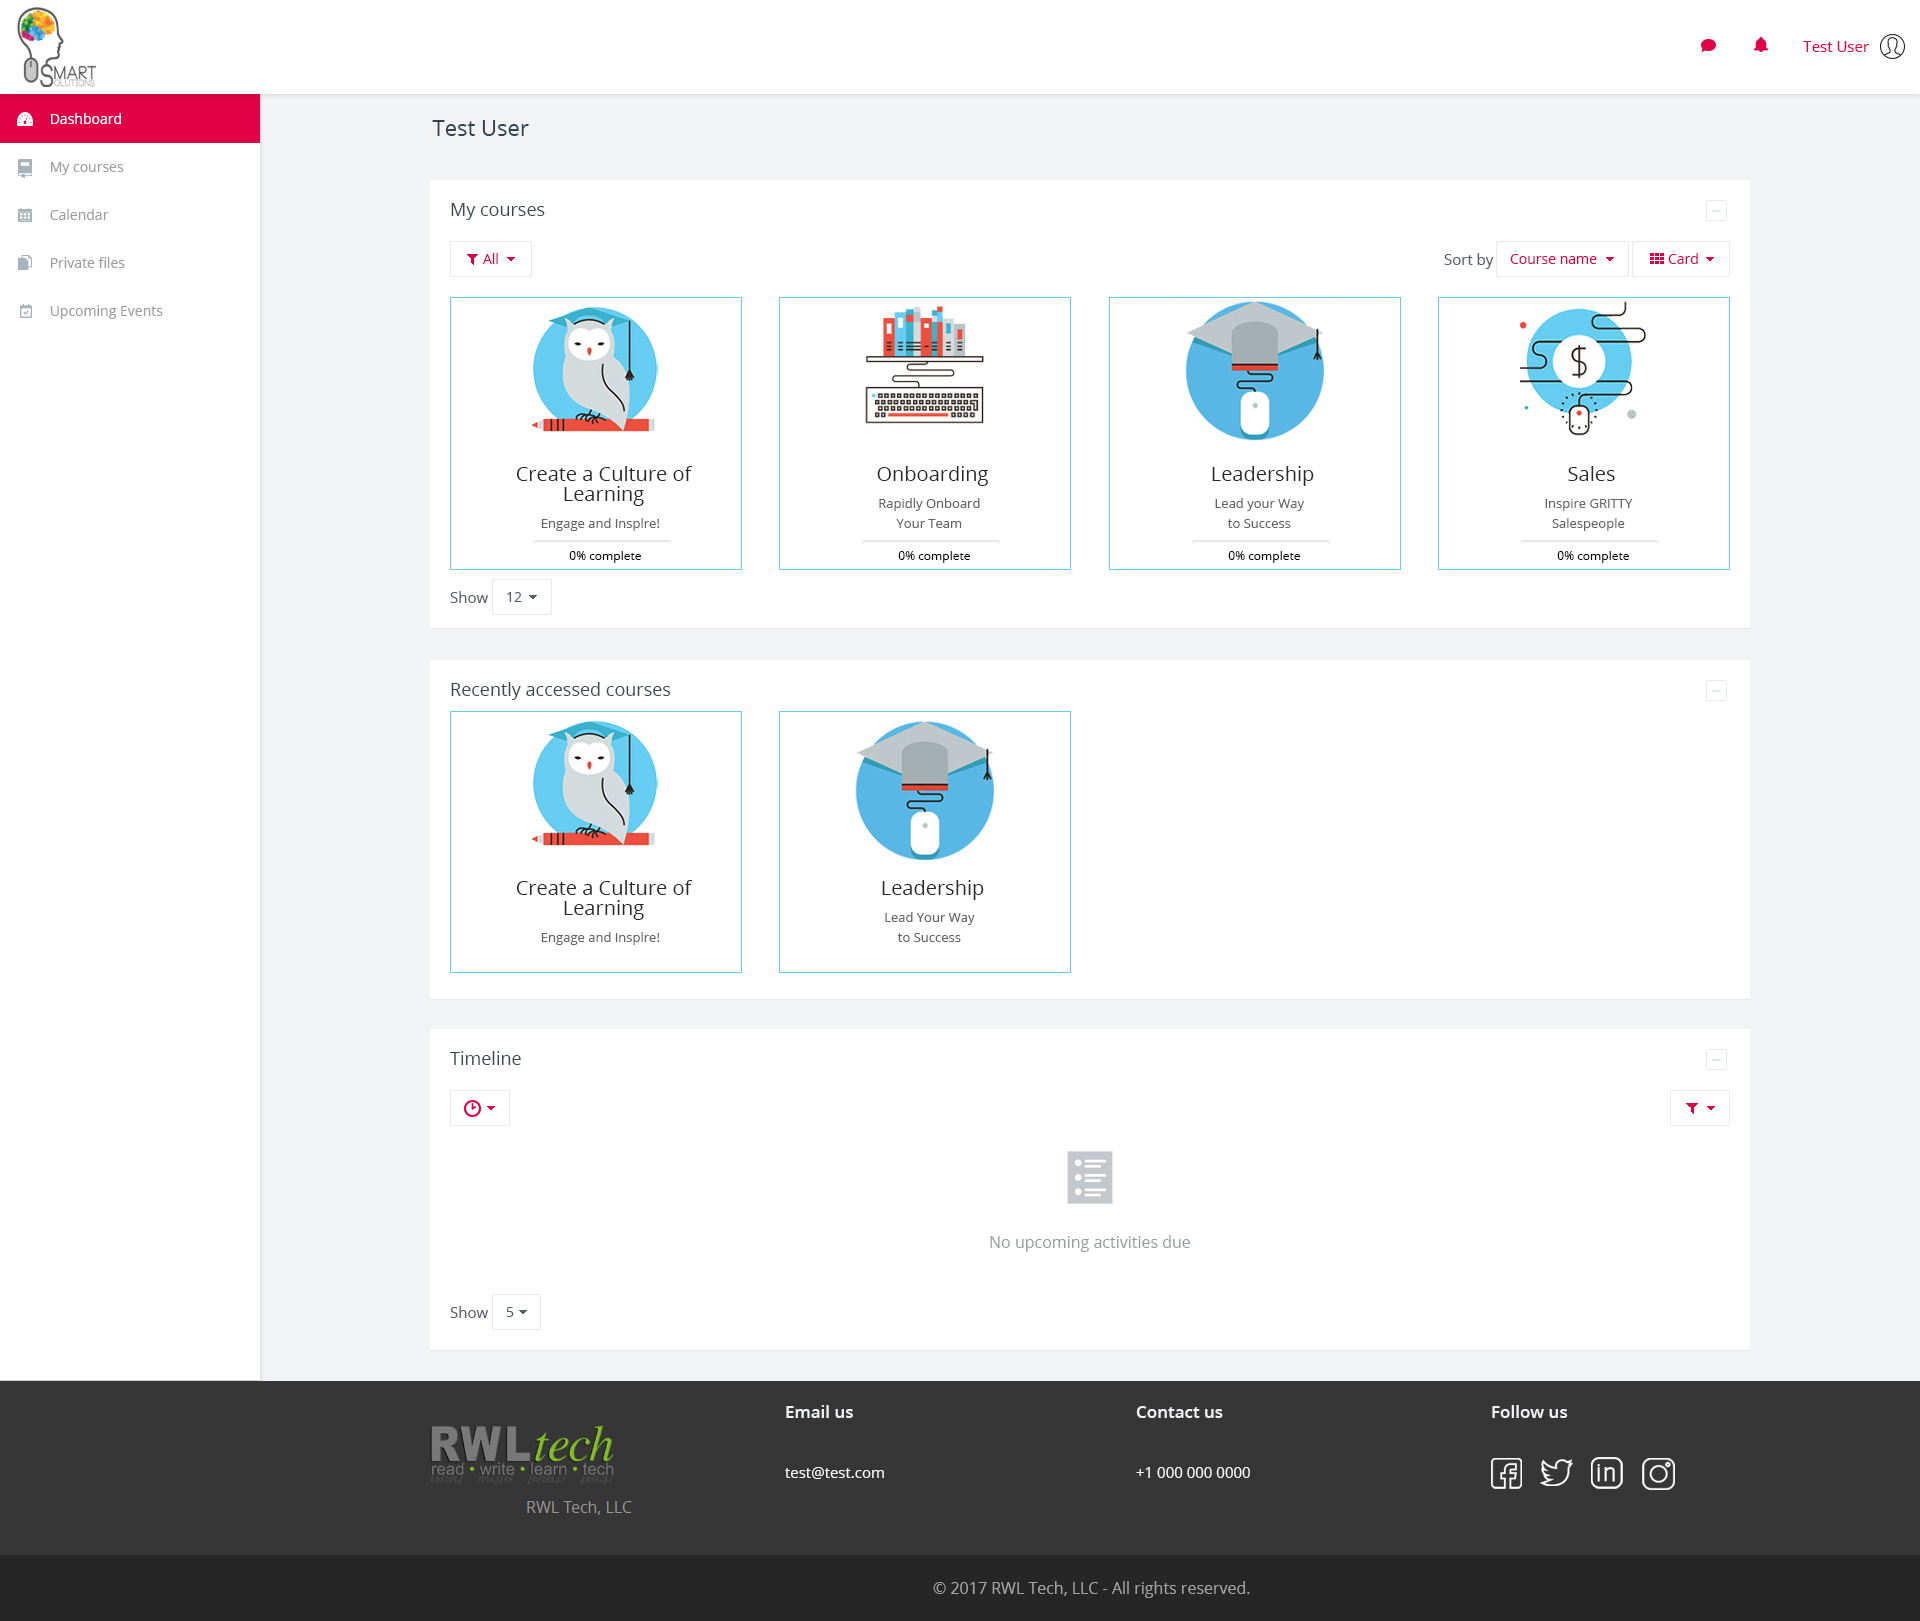 SMART
SOLUTIONS
Test User
Dashboard
My courses
Calendar
Private files
Upcoming Events
Test User
My courses
All
Sort by Course name Card
Create a Culture of
Learning
Engage and Inspire!
0% complete
Onboarding
Rapidly Onboard
Your Team
0% complete
Leadership
Lead your Way
to Success
0% complete
Sales
$
Inspire GRITTY
Salespeople
0% complete
Show 12
Recently accessed courses
Create a Culture of
Learning
Engage and Inspire!
Leadership
Lead Your Way
to Success
Timeline
No upcoming activities due
Show 5
RWLtech
read • write • learn • tech
RWL Tech, LLC
Email us
test@test.com
Contact us
+1 000 000 0000
Follow us
in
© 2017 RWL Tech, LLC - All rights reserved.